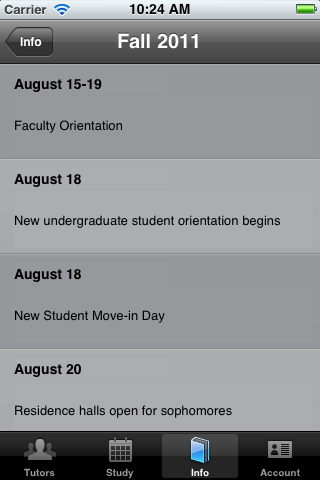 Carrier 10:24 AM
Info Fall 2011
August 15-19
Faculty Orientation
August 18
New undergraduate student orientation begins
August 18
New Student Move-in Day
August 20
Residence halls open for sophomores
Tutors Study Info Account